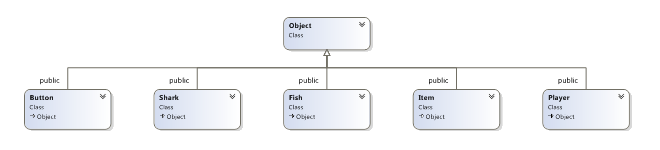 Object
Class
public
public
public
public
public
Button
Class
Object
Shark
Class
Object
Fish
Class
Object
Item
Class
Object
Player
Class
Object